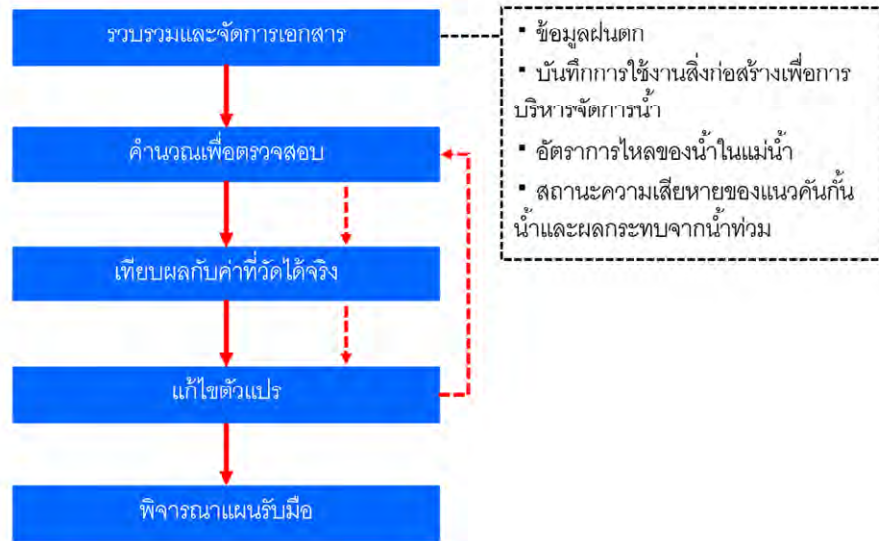 รวบรวมและจัดการเอกสาร
▪ ข้อมูลฝนตก
▪ บันทึกการใช้งานสิ่งก่อสร้างเพื่อการ
บริหารจัดการน้ำ
▪ อัตราการไหลของน้ำในแม่น้ำ
▪ สถานะความเสียหายของแนวคันกั้น
น้ำและผลกระทบจากน้ำท่วม
คำนวณเพื่อตรวจสอบ
เทียบผลกับค่าที่วัดได้จริง
แก้ไขตัวแปร
พิจารณาแผนรับมือ